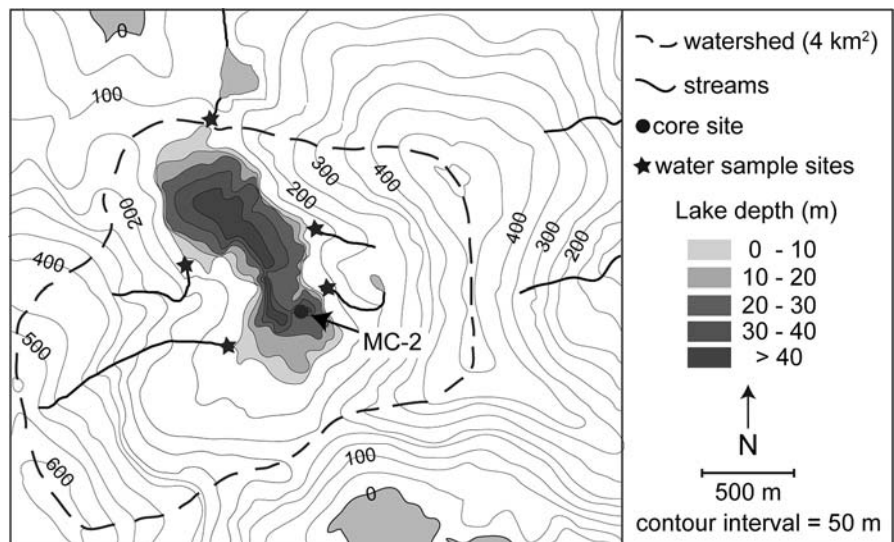 0
100
200
300
400
200
400
500
600
400
300
200
MC-2
100
0
watershed (4 km²)
streams
core site
water sample sites
Lake depth (m)
0 - 10
10 - 20
20 - 30
30 - 40
> 40
N
500 m
contour interval = 50 m